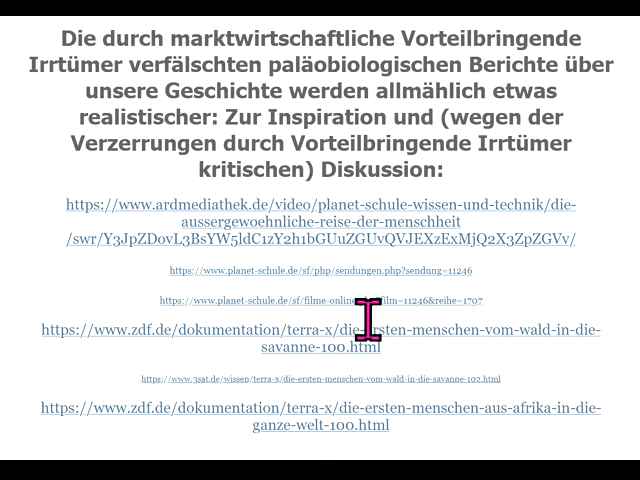 Die durch marktwirtschaftliche Vorteilbringende
Irrtümer verfälschten paläobiologischen Berichte über
unsere Geschichte werden allmählich etwas
realistischer: Zur Inspiration und (wegen der
Verzerrungen durch Vorteilbringende Irrtümer
kritischen) Diskussion:
https://www.ardmediathek.de/video/planet-schule-wissen-und-technik/die-
aussergewoehnliche-reise-der-menschheit
/swr/Y3JpZDovL3BsYW5ldC1zY2h1bGUuZGUvQVJEXzExMjQ2X3ZpZGVv/
https://www.planet-schule.de/sf/php/sendungen.php?sendung=11246
https://www.planet-schule.de/sf/filme-online.php?film=11246&reihe=1707
https://www.zdf.de/dokumentation/terra-x/die-ersten-menschen-vom-wald-in-die-
savanne-100.html
https://www.3sat.de/wissen/terra-x/die-ersten-menschen-vom-wald-in-die-savanne-102.html
https://www.zdf.de/dokumentation/terra-x/die-ersten-menschen-aus-afrika-in-die-
ganze-welt-100.html